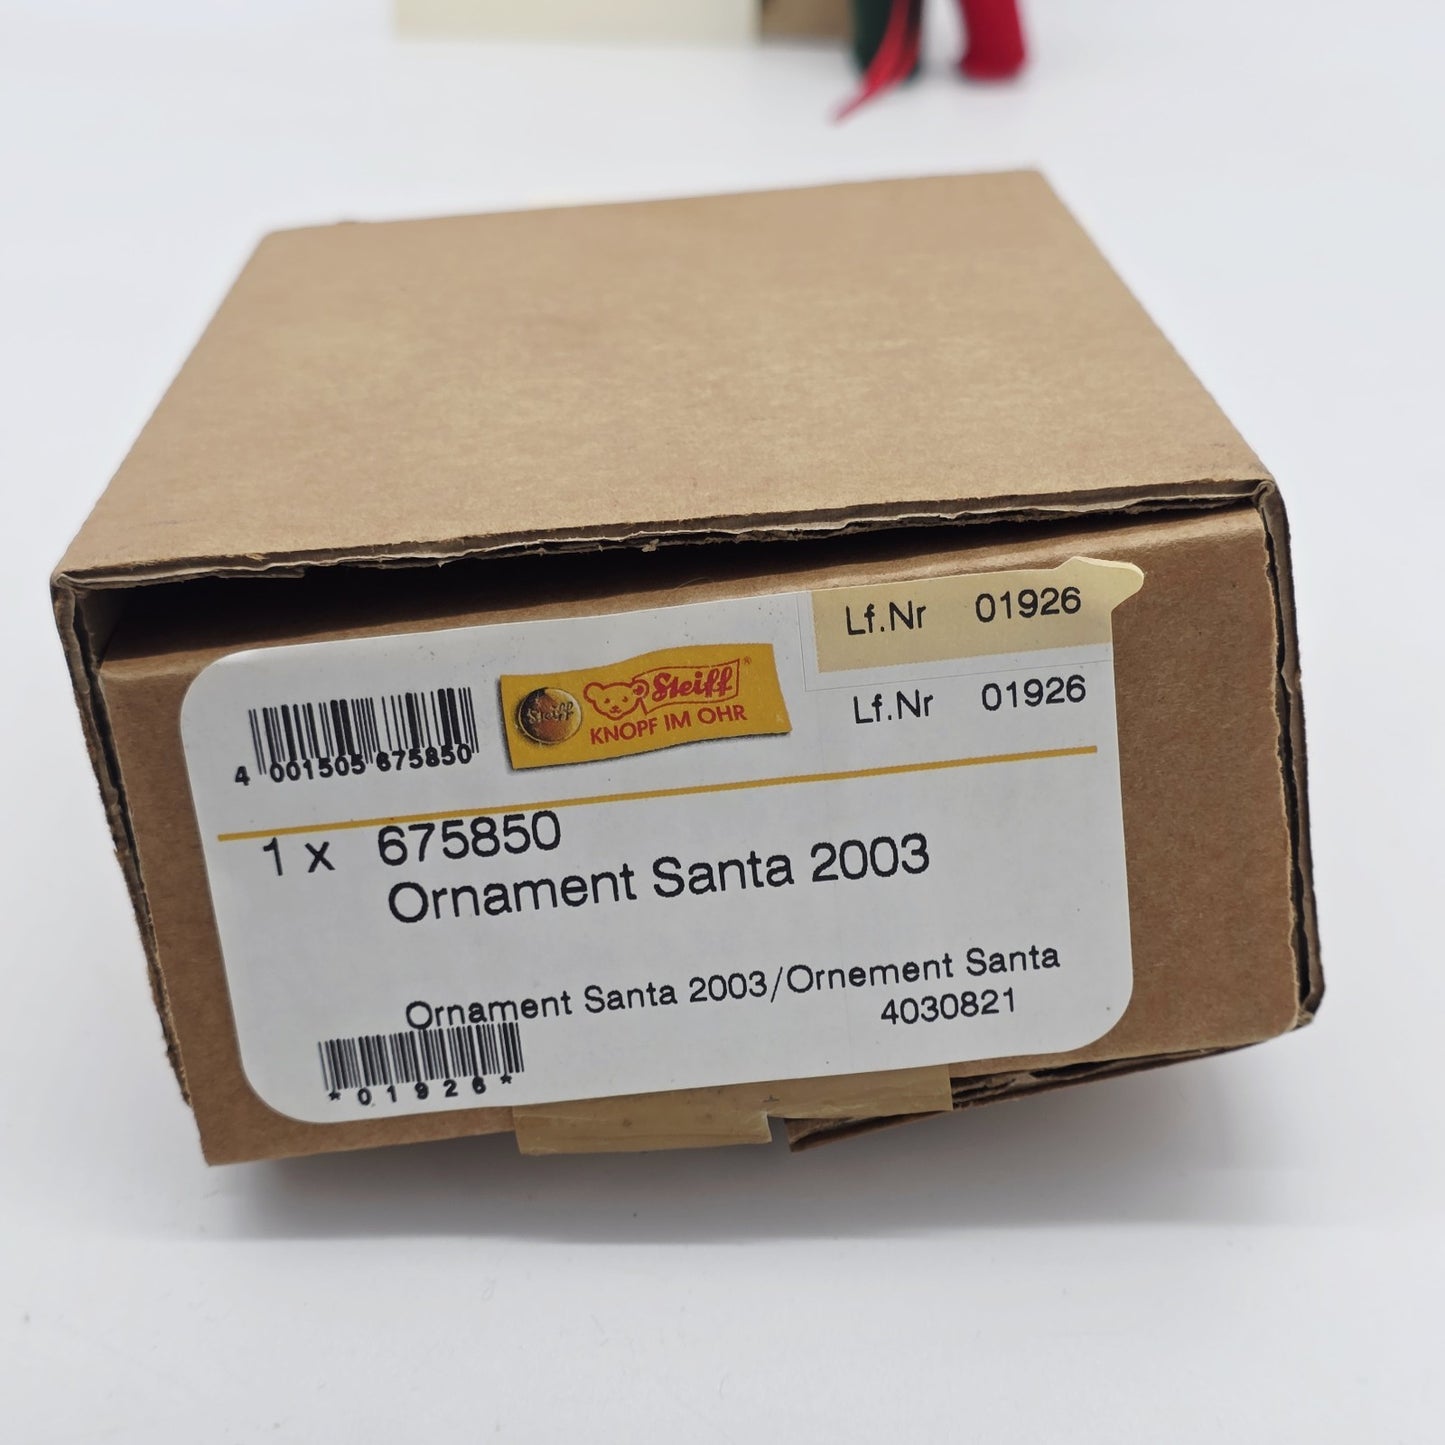 Lf.Nr 01926
Lf.Nr 01926
Steiff
Steiff®
KNOPF IM OHR
4 001505 675850
1 x 675850
Ornament Santa 2003
Ornament Santa 2003/Ornement Santa
4030821
*01926*